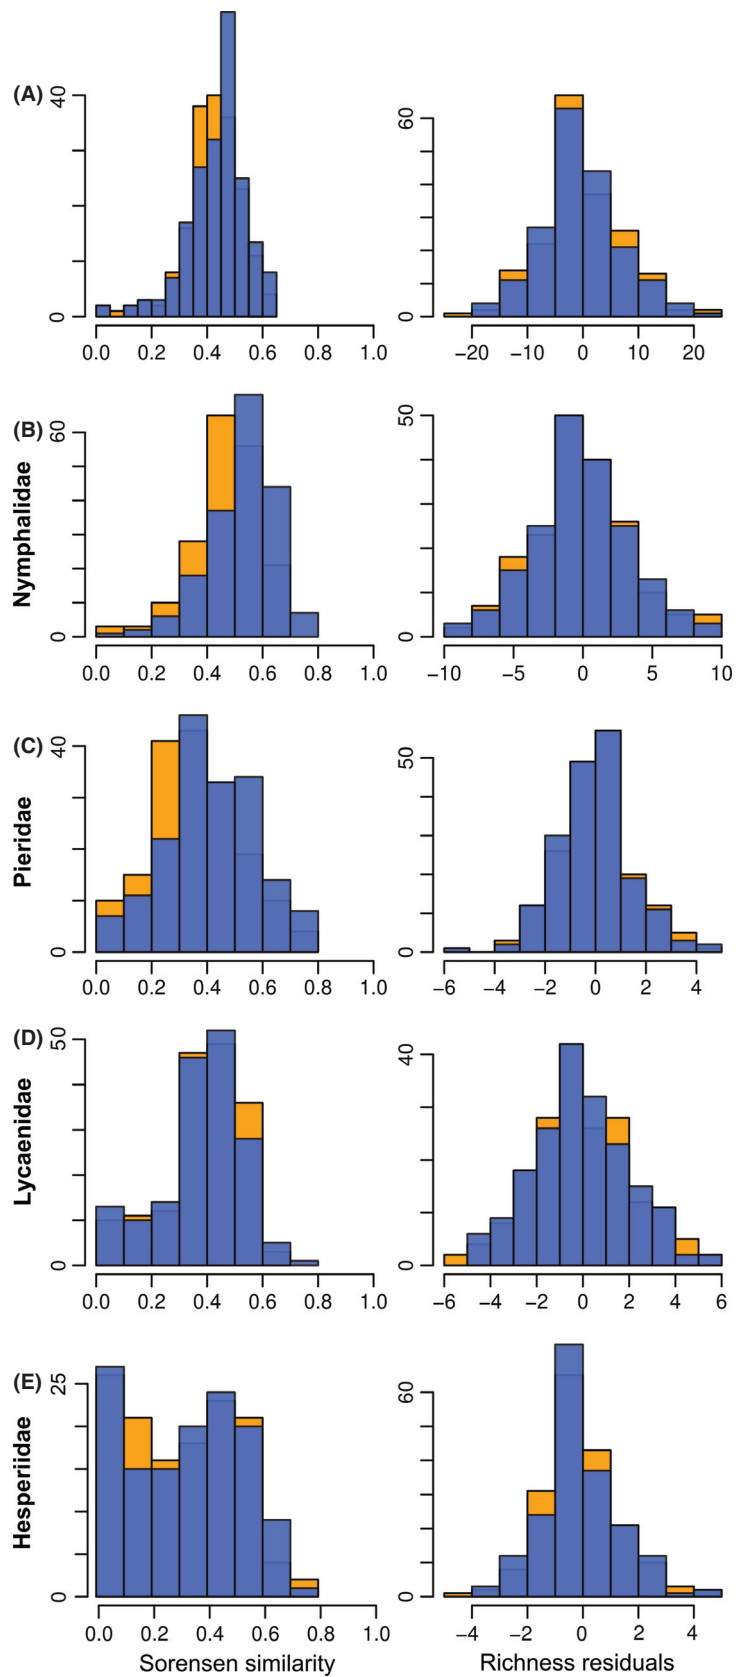 (A)
40
0
0.0 0.2 0.4 0.6 0.8 1.0
60
0
−20 −10 0 10 20
(B)
Nymphalidae
60
0
0.0 0.2 0.4 0.6 0.8 1.0
50
0
−10 −5 0 5 10
(C)
Pieridae
40
0
0.0 0.2 0.4 0.6 0.8 1.0
50
0
−6 −4 −2 0 2 4
(D)
Lycaenidae
50
0
0.0 0.2 0.4 0.6 0.8 1.0
40
0
−6 −4 −2 0 2 4 6
(E)
Hesperiidae
25
0
0.0 0.2 0.4 0.6 0.8 1.0
Sorensen similarity
60
0
−4 −2 0 2 4
Richness residuals